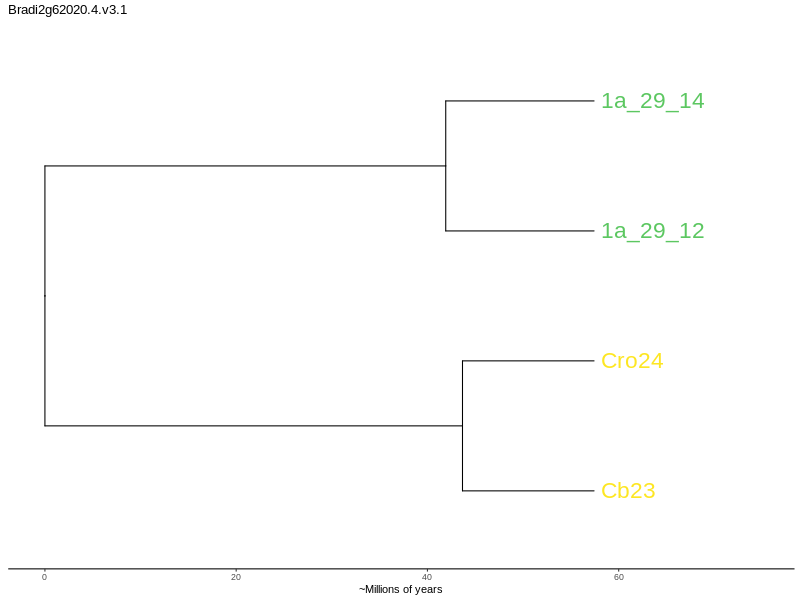 Bradi2g62020.4.v3.1
1a_29_14
1a_29_12
Cro24
Cb23
0 20 40 60
~Millions of years